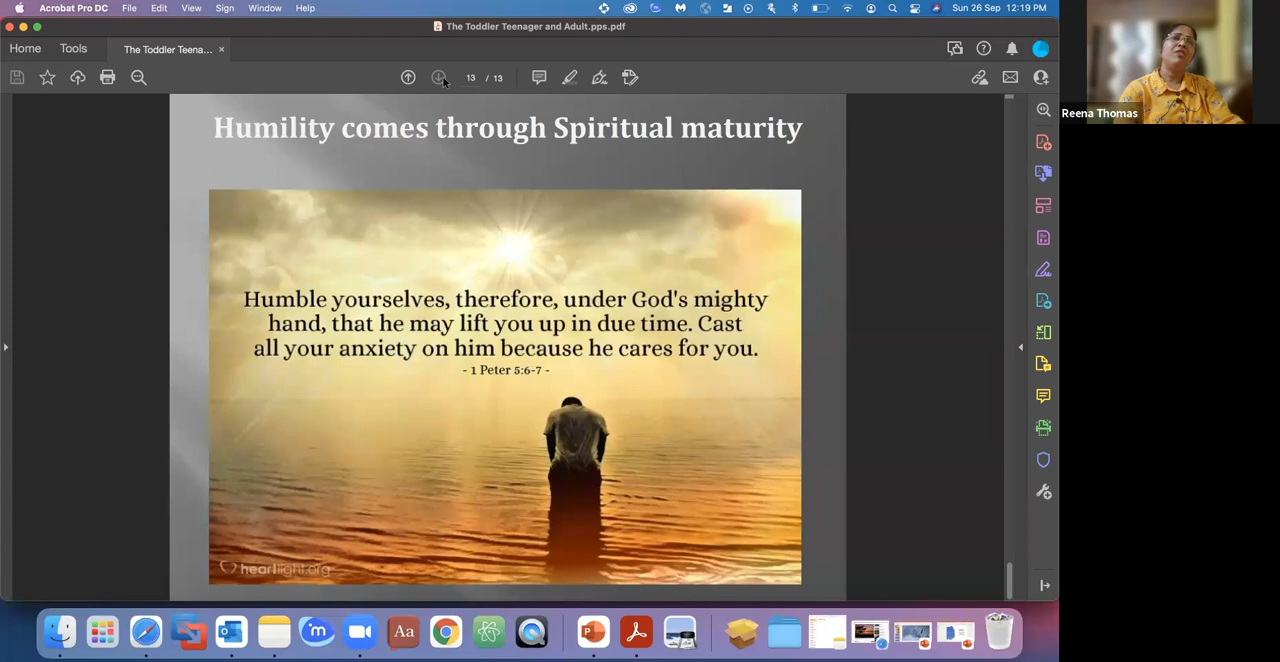 Acrobat Pro DC File Edit View Sign Window Help
Sun 26 Sep 12:19 PM
The Toddler Teenager and Adult.pps.pdf
Home Tools The Toddler Teena... ×
13 / 13
Reena Thomas
Humility comes through Spiritual maturity
Humble yourselves, therefore, under God's mighty
hand, that he may lift you up in due time. Cast
all your anxiety on him because he cares for you.
- 1 Peter 5:6-7 -
heartlight.org
Aa